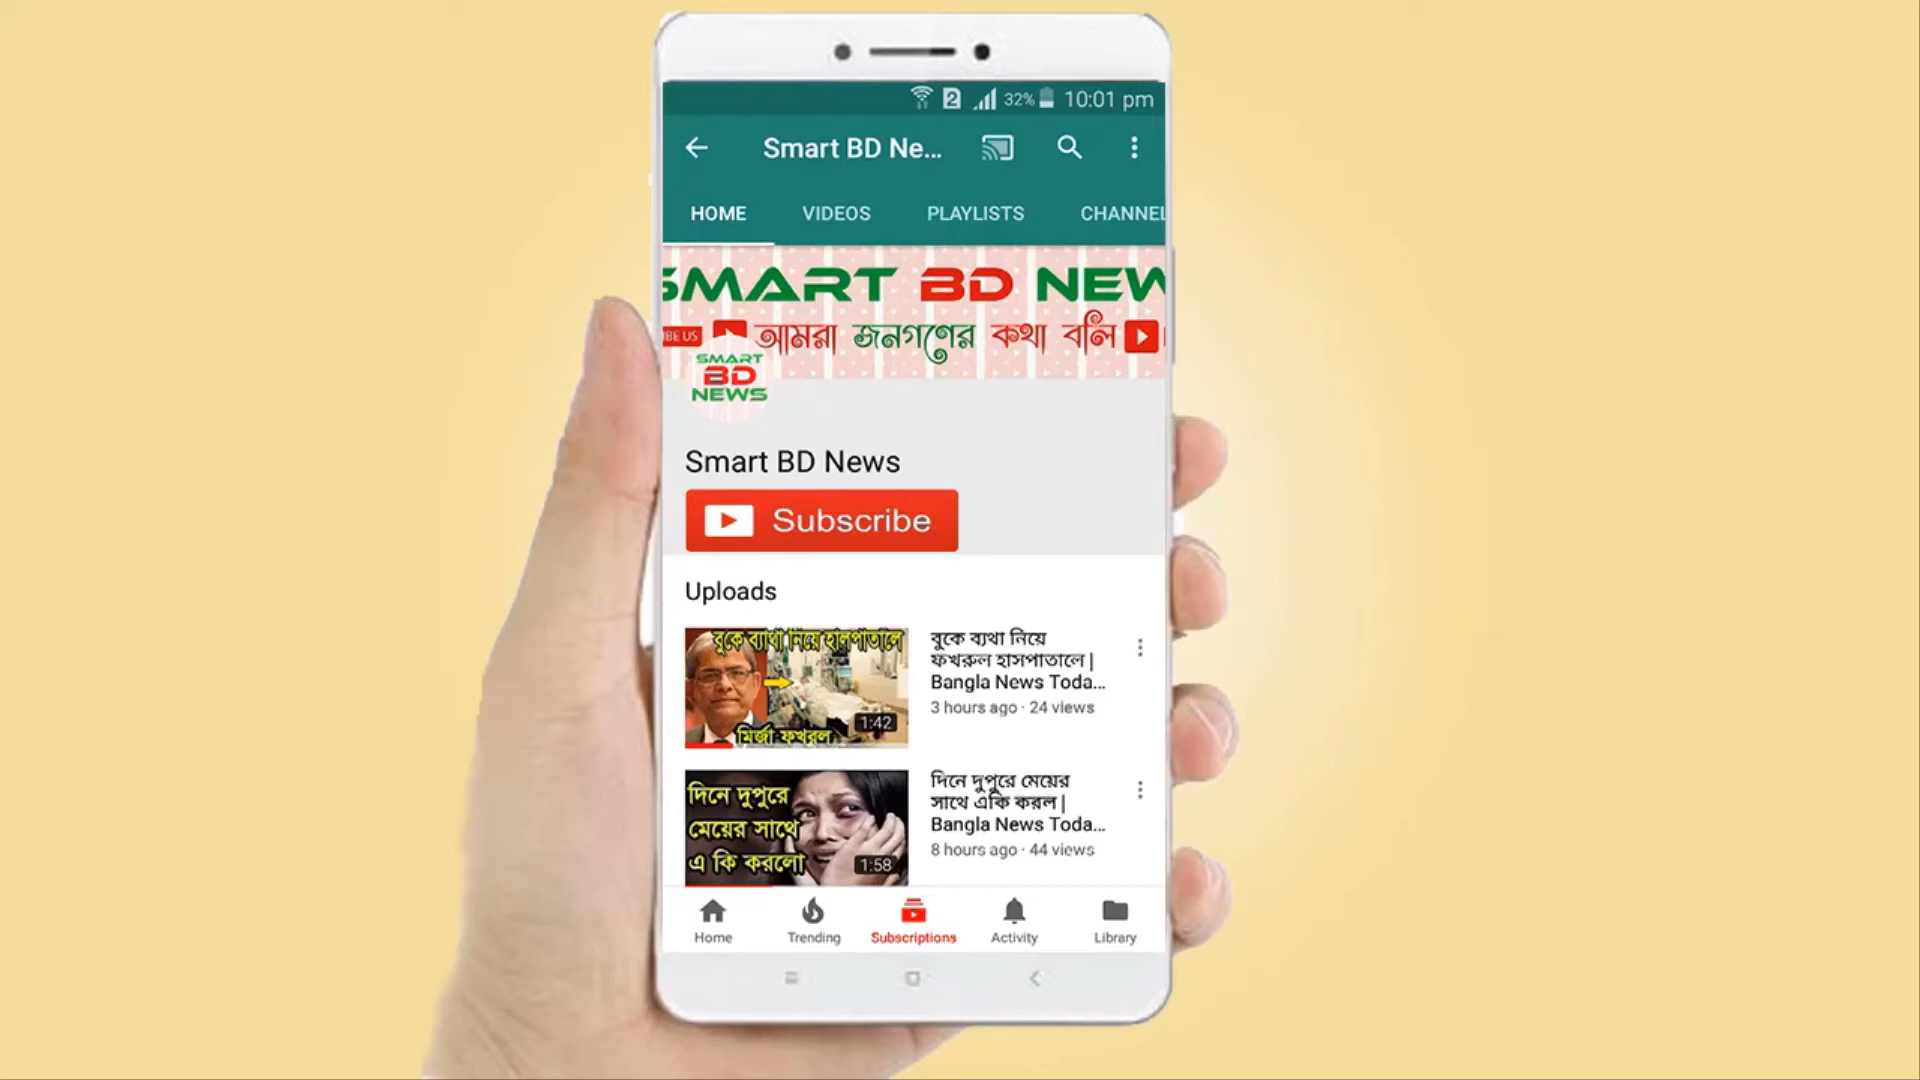 2 32% 10:01 pm
Smart BD Ne...
HOME VIDEOS PLAYLISTS CHANNEL
SMART BD NEW
BE US আমরা জনগণের কথা বলি
SMART
BD
NEWS
Smart BD News
Subscribe
Uploads
বুকে ব্যাথা নিয়ে হাসপাতালে
1:42
মির্জা ফখরুল
বুকে ব্যথা নিয়ে
ফখরুল হাসপাতালে |
Bangla News Toda...
3 hours ago · 24 views
দিনে দুপুরে
মেয়ের সাথে
এ কি করলো
1:58
দিনে দুপুরে মেয়ের
সাথে একি করল |
Bangla News Toda...
8 hours ago · 44 views
Home Trending Subscriptions Activity Library